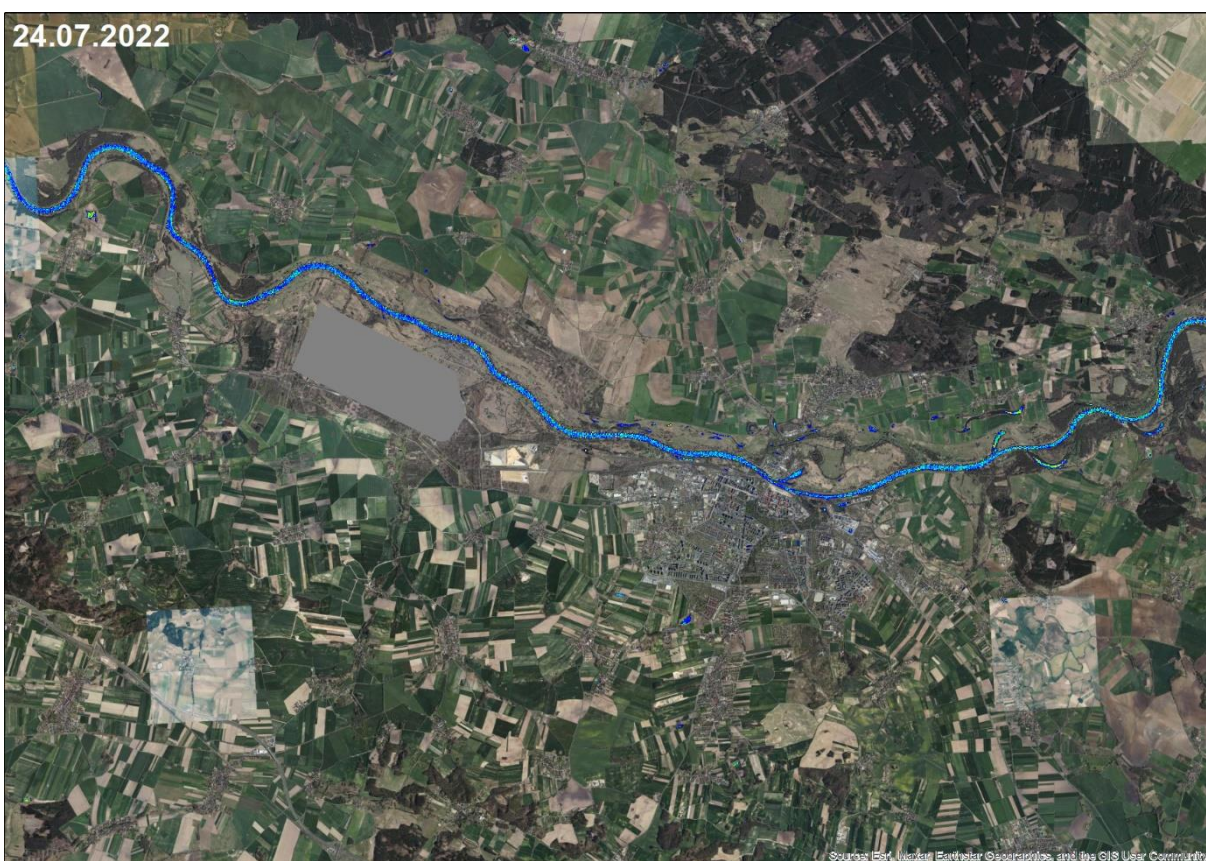 24.07.2022
Source: Esri, Maxar, Earthstar Geographics, and the GIS User Community